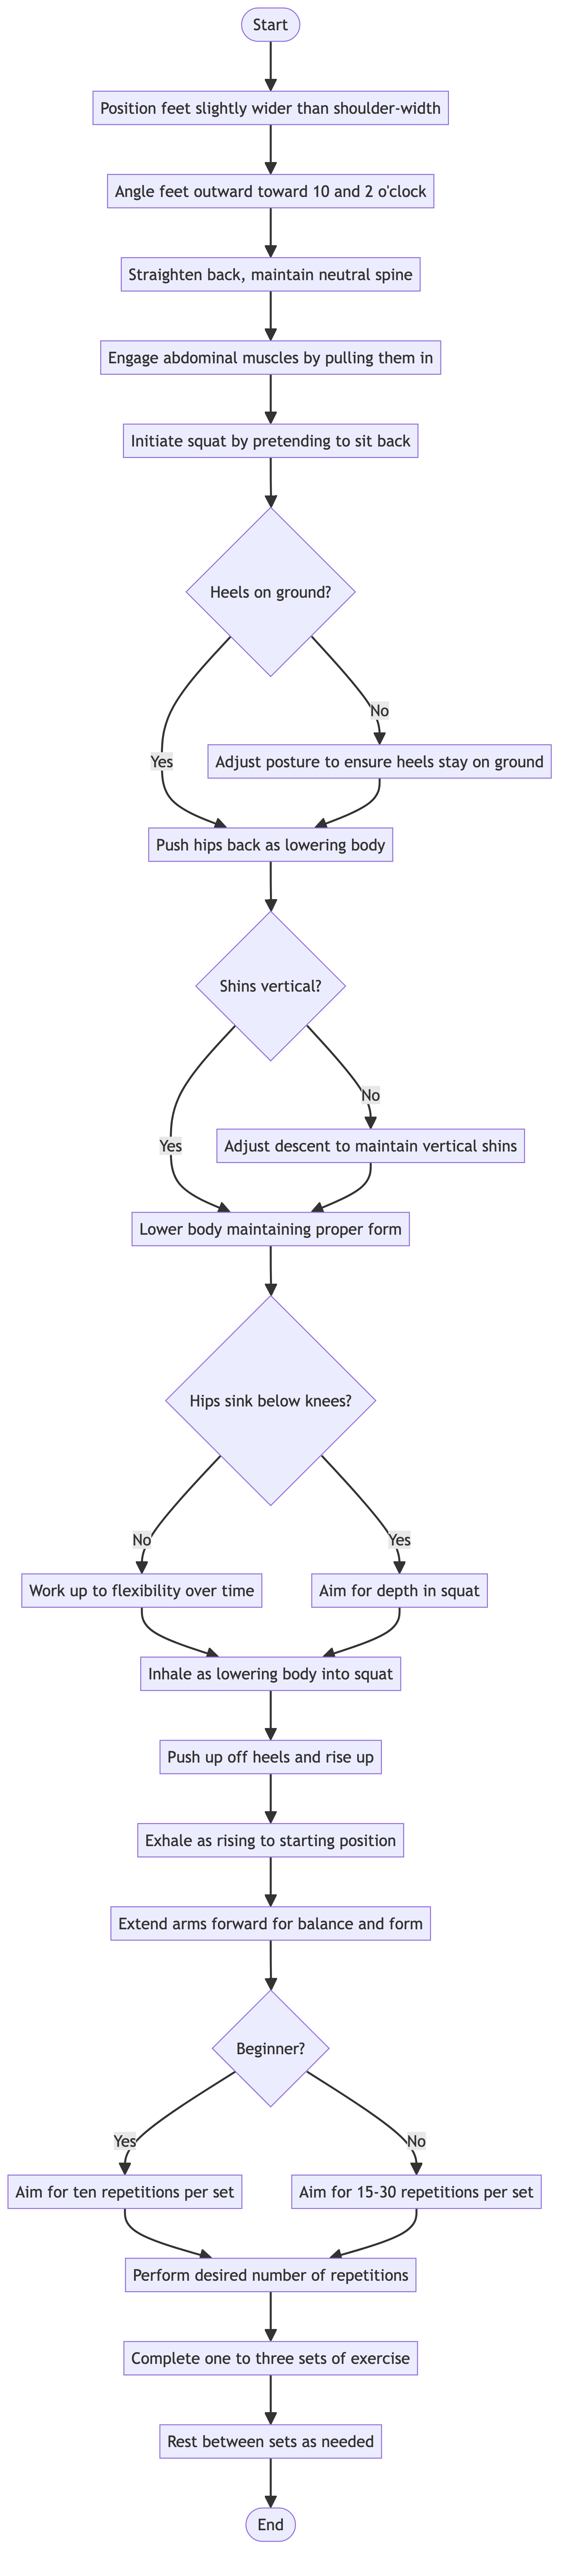 Start
Position feet slightly wider than shoulder-width
Angle feet outward toward 10 and 2 o'clock
Straighten back, maintain neutral spine
Engage abdominal muscles by pulling them in
Initiate squat by pretending to sit back
Heels on ground?
No
Yes
Adjust posture to ensure heels stay on ground
Push hips back as lowering body
Shins vertical?
No
Yes
Adjust descent to maintain vertical shins
Lower body maintaining proper form
Hips sink below knees?
No
Yes
Work up to flexibility over time
Aim for depth in squat
Inhale as lowering body into squat
Push up off heels and rise up
Exhale as rising to starting position
Extend arms forward for balance and form
Beginner?
Yes
No
Aim for ten repetitions per set
Aim for 15-30 repetitions per set
Perform desired number of repetitions
Complete one to three sets of exercise
Rest between sets as needed
End